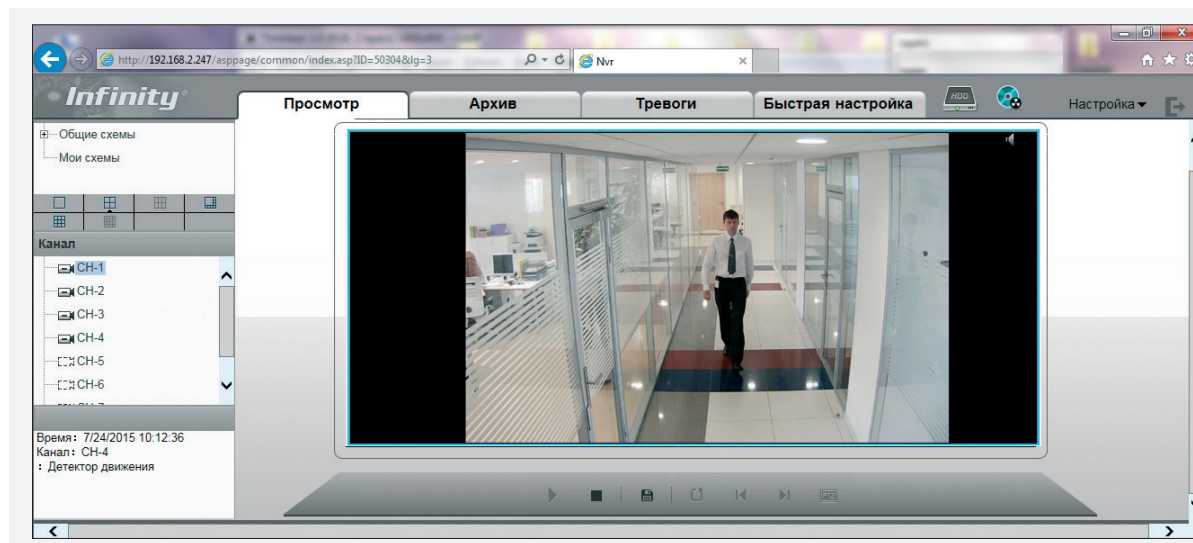 http://192.168.2.247/asppage/common/index.asp?ID=50304&lg=3
Nvr
Infinity
Просмотр
Архив
Тревоги
Быстрая настройка
HDD
Настройка
Общие схемы
Мои схемы
Канал
CH-1
CH-2
CH-3
CH-4
CH-5
CH-6
Время: 7/24/2015 10:12:36
Канал: CH-4
: Детектор движения